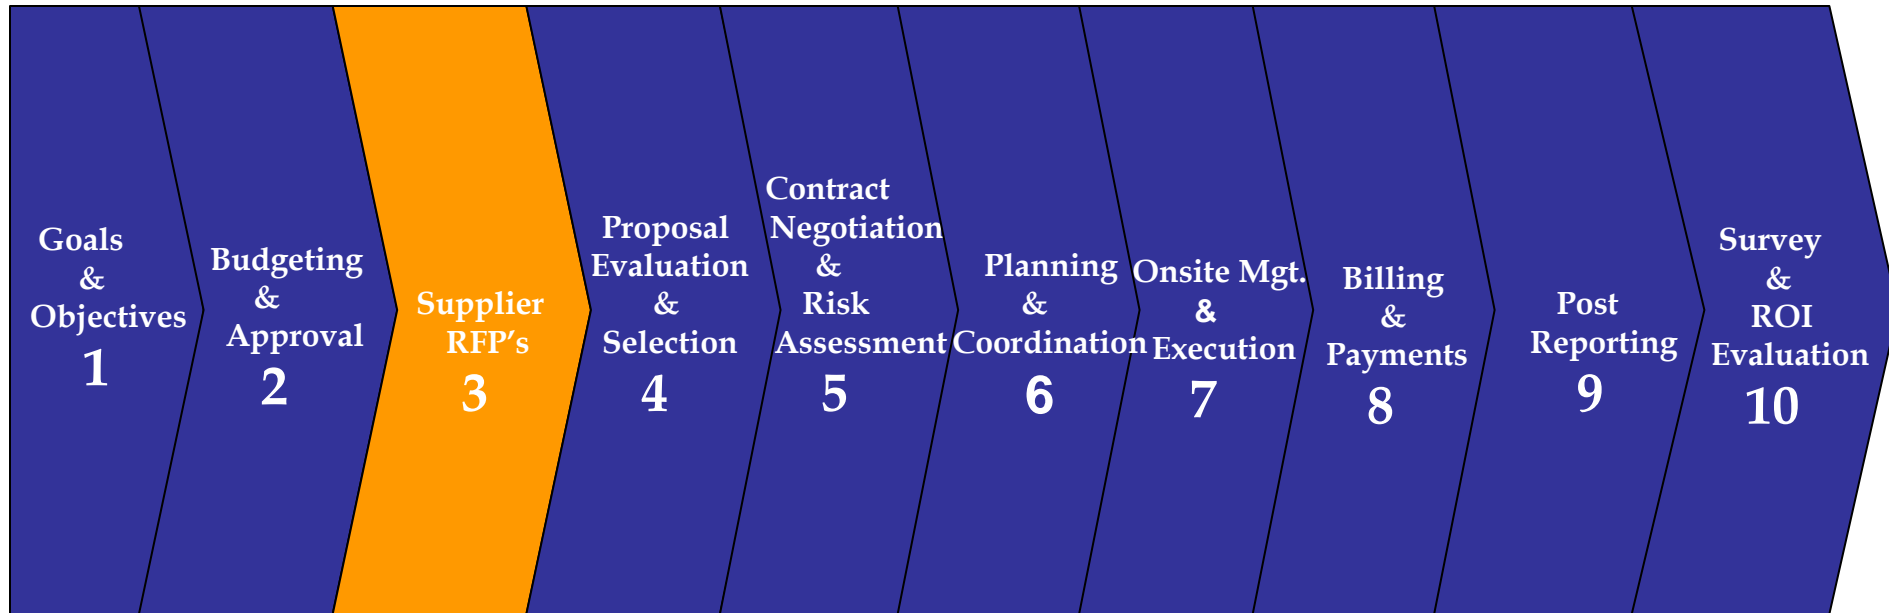 Goals
&
Objectives
1
Budgeting
&
Approval
2
Supplier
RFP's
3
Proposal
Evaluation
&
Selection
4
Contract
Negotiation
&
Risk
Assessment
5
Planning
&
Coordination
6
Onsite Mgt.
&
Execution
7
Billing
&
Payments
8
Post
Reporting
9
Survey
&
ROI
Evaluation
10